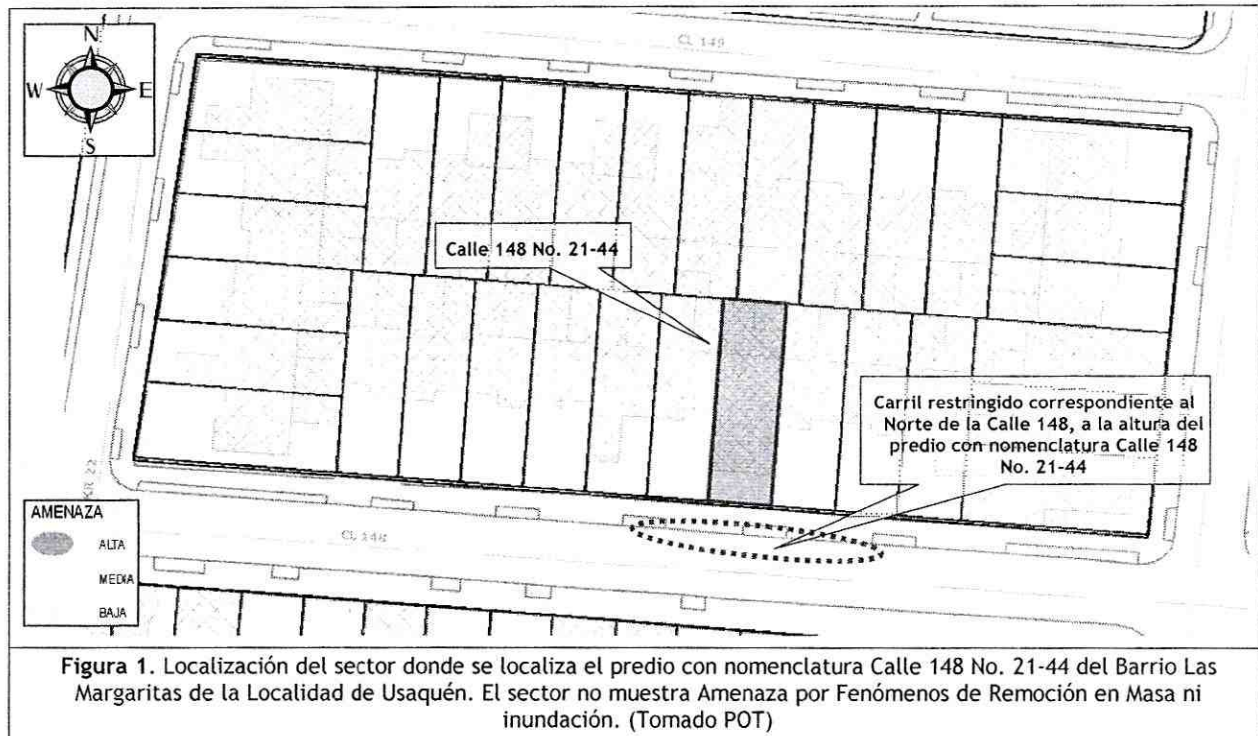 N
W E
S
CL 149
Calle 148 No. 21-44
Carril restringido correspondiente al
Norte de la Calle 148, a la altura del
predio con nomenclatura Calle 148
No. 21-44
KR 22
CL 148
AMENAZA
ALTA
MEDIA
BAJA
Figura 1. Localización del sector donde se localiza el predio con nomenclatura Calle 148 No. 21-44 del Barrio Las
Margaritas de la Localidad de Usaquén. El sector no muestra Amenaza por Fenómenos de Remoción en Masa ni
inundación. (Tomado POT)